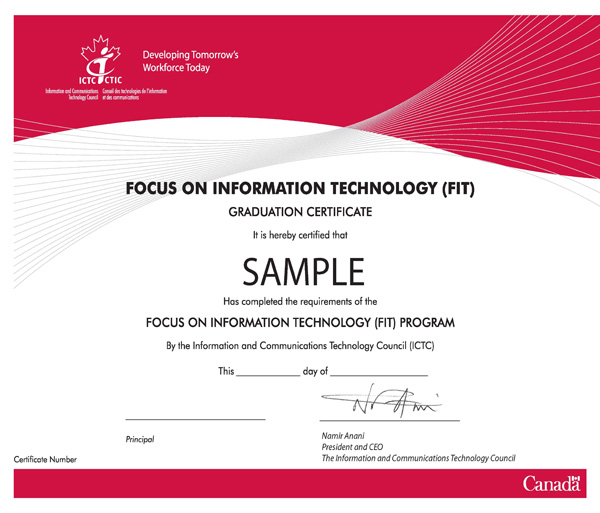 Developing Tomorrow's
Workforce Today
ICTC CTIC
Information and Communications Technology Council
Conseil des technologies de l'information et des communications
FOCUS ON INFORMATION TECHNOLOGY (FIT)
GRADUATION CERTIFICATE
It is hereby certified that
SAMPLE
Has completed the requirements of the
FOCUS ON INFORMATION TECHNOLOGY (FIT) PROGRAM
By the Information and Communications Technology Council (ICTC)
This ____________ day of __________________
Principal
Namir Anani
President and CEO
The Information and Communications Technology Council
Certificate Number
Canada